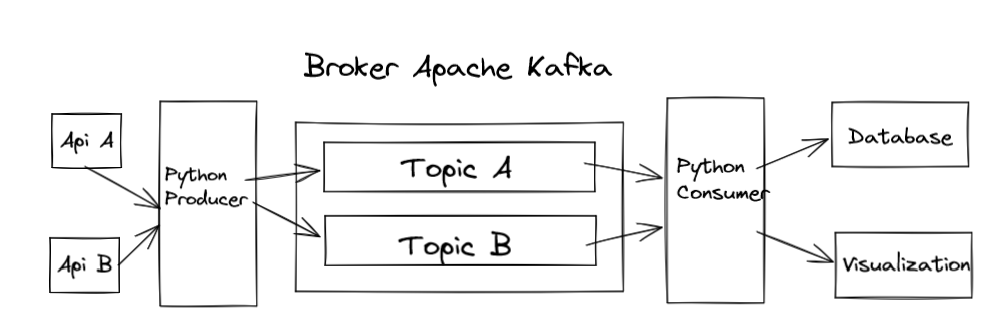 Broker Apache Kafka
Api A
Api B
Python
Producer
Topic A
Topic B
Python
Consumer
Database
Visualization